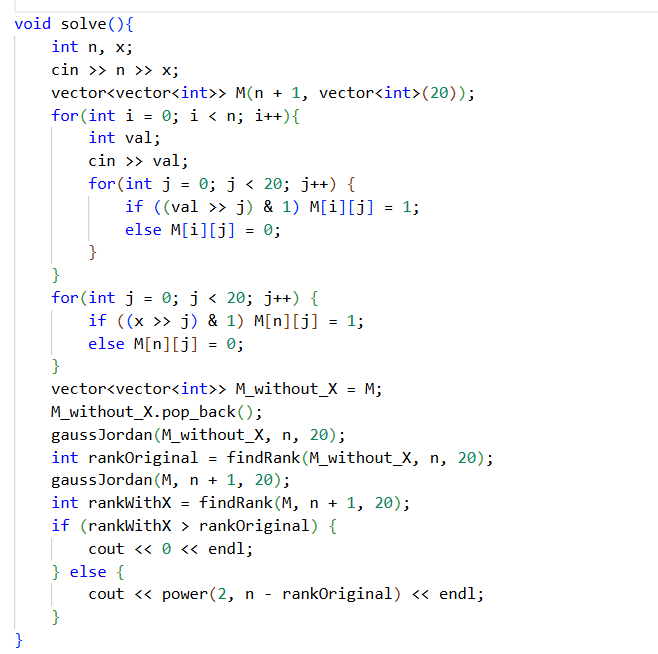 void solve(){
    int n, x;
    cin >> n >> x;
    vector<vector<int>> M(n + 1, vector<int>(20));
    for(int i = 0; i < n; i++){
        int val;
        cin >> val;
        for(int j = 0; j < 20; j++) {
            if ((val >> j) & 1) M[i][j] = 1;
            else M[i][j] = 0;
        }
    }
    for(int j = 0; j < 20; j++) {
        if ((x >> j) & 1) M[n][j] = 1;
        else M[n][j] = 0;
    }
    vector<vector<int>> M_without_X = M;
    M_without_X.pop_back();
    gaussJordan(M_without_X, n, 20);
    int rankOriginal = findRank(M_without_X, n, 20);
    gaussJordan(M, n + 1, 20);
    int rankWithX = findRank(M, n + 1, 20);
    if (rankWithX > rankOriginal) {
        cout << 0 << endl;
    } else {
        cout << power(2, n - rankOriginal) << endl;
    }
}